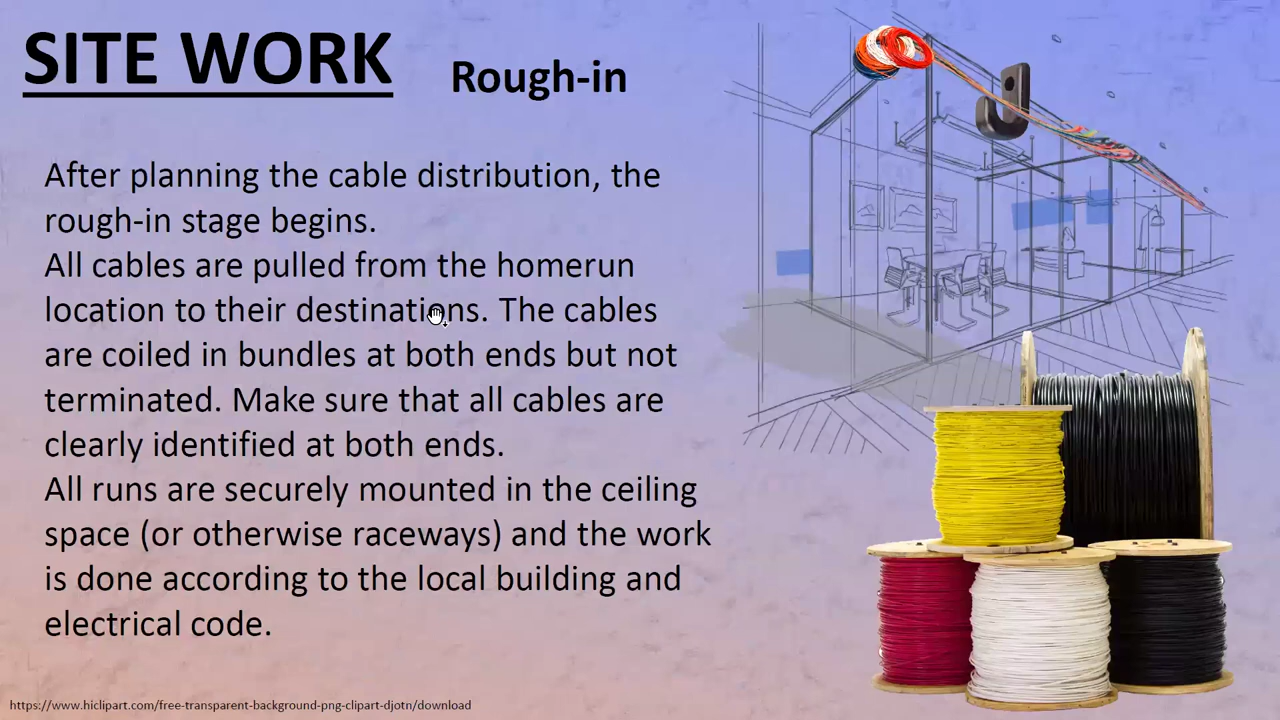 SITE WORK
Rough-in
After planning the cable distribution, the
rough-in stage begins.
All cables are pulled from the homerun
location to their destinations. The cables
are coiled in bundles at both ends but not
terminated. Make sure that all cables are
clearly identified at both ends.
All runs are securely mounted in the ceiling
space (or otherwise raceways) and the work
is done according to the local building and
electrical code.
https://www.hiclipart.com/free-transparent-background-png-clipart-djotn/download